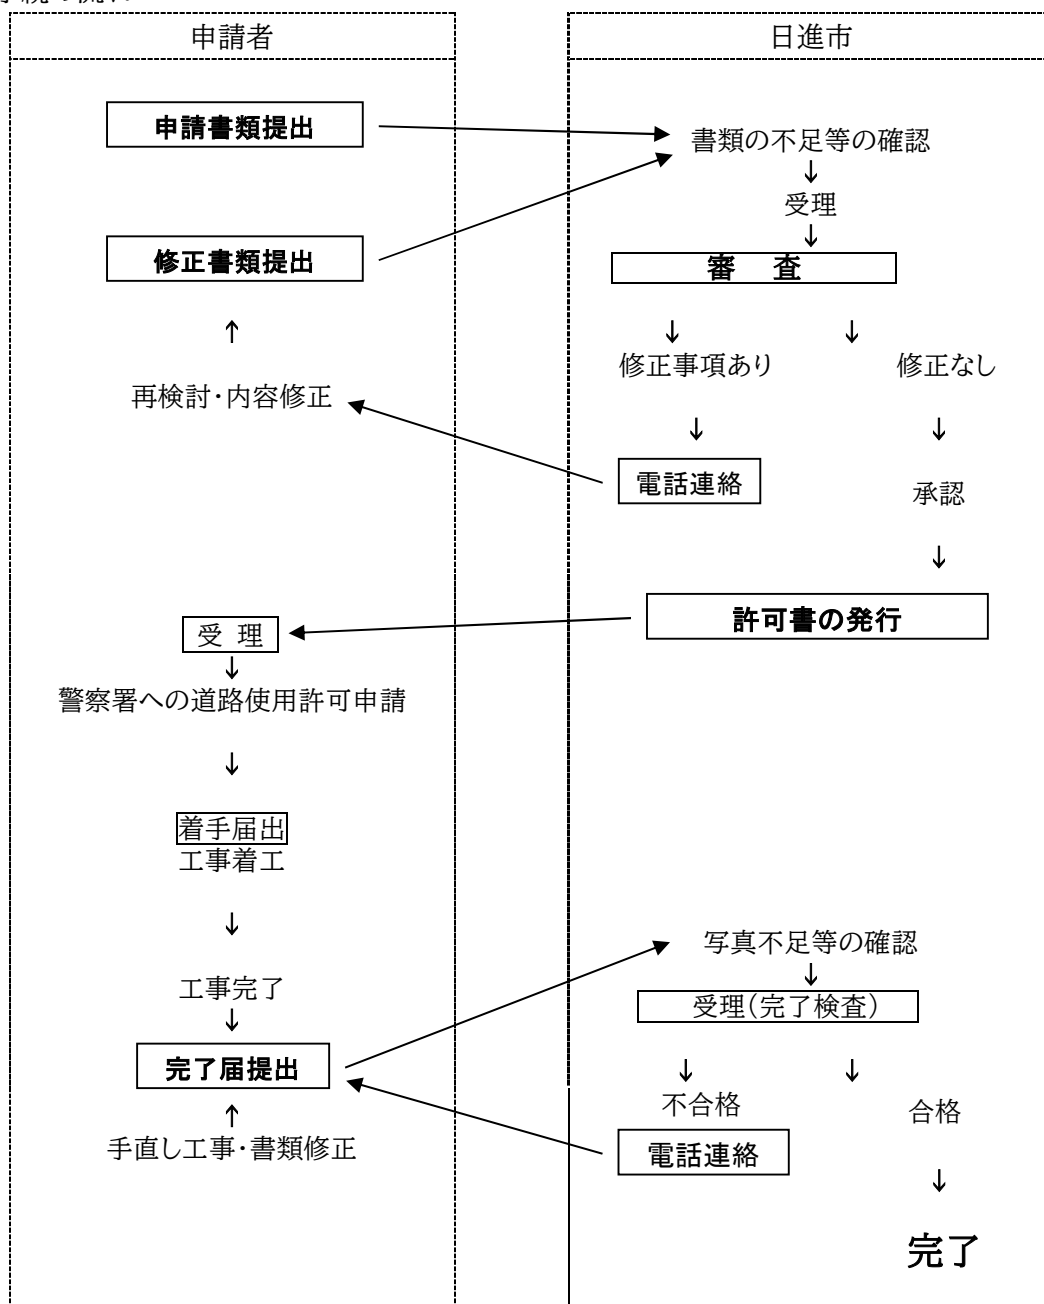 申請者
日進市
申請書類提出
書類の不足等の確認
↓
受理
↓
修正書類提出
審 査
↑
↓ ↓
修正事項あり 修正なし
再検討・内容修正
↓ ↓
電話連絡
承認
↓
許可書の発行
受 理
↓
警察署への道路使用許可申請
↓
着手届出
工事着工
↓
写真不足等の確認
↓
工事完了
受理(完了検査)
↓
完了届提出
↓ ↓
不合格 合格
↑
手直し工事・書類修正
電話連絡
↓
完了